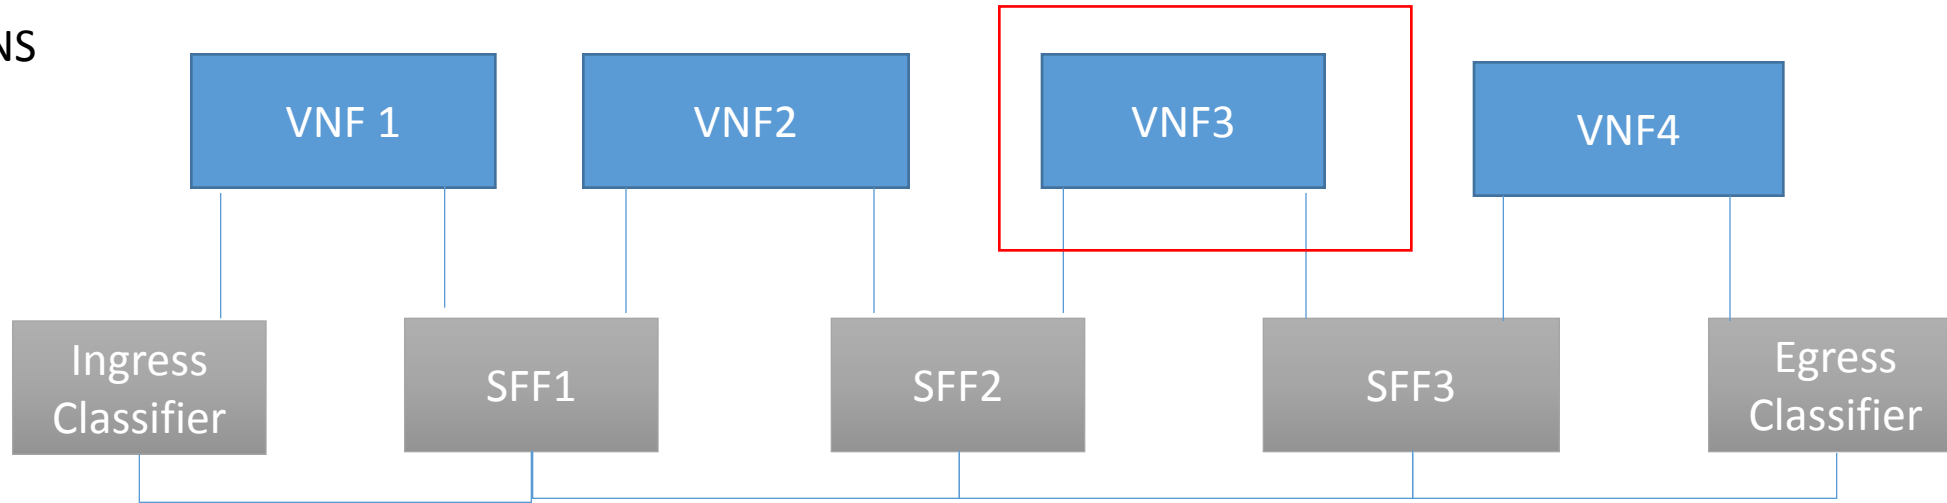 NS
VNF 1
VNF2
VNF3
VNF4
Ingress
Classifier
SFF1
SFF2
SFF3
Egress
Classifier